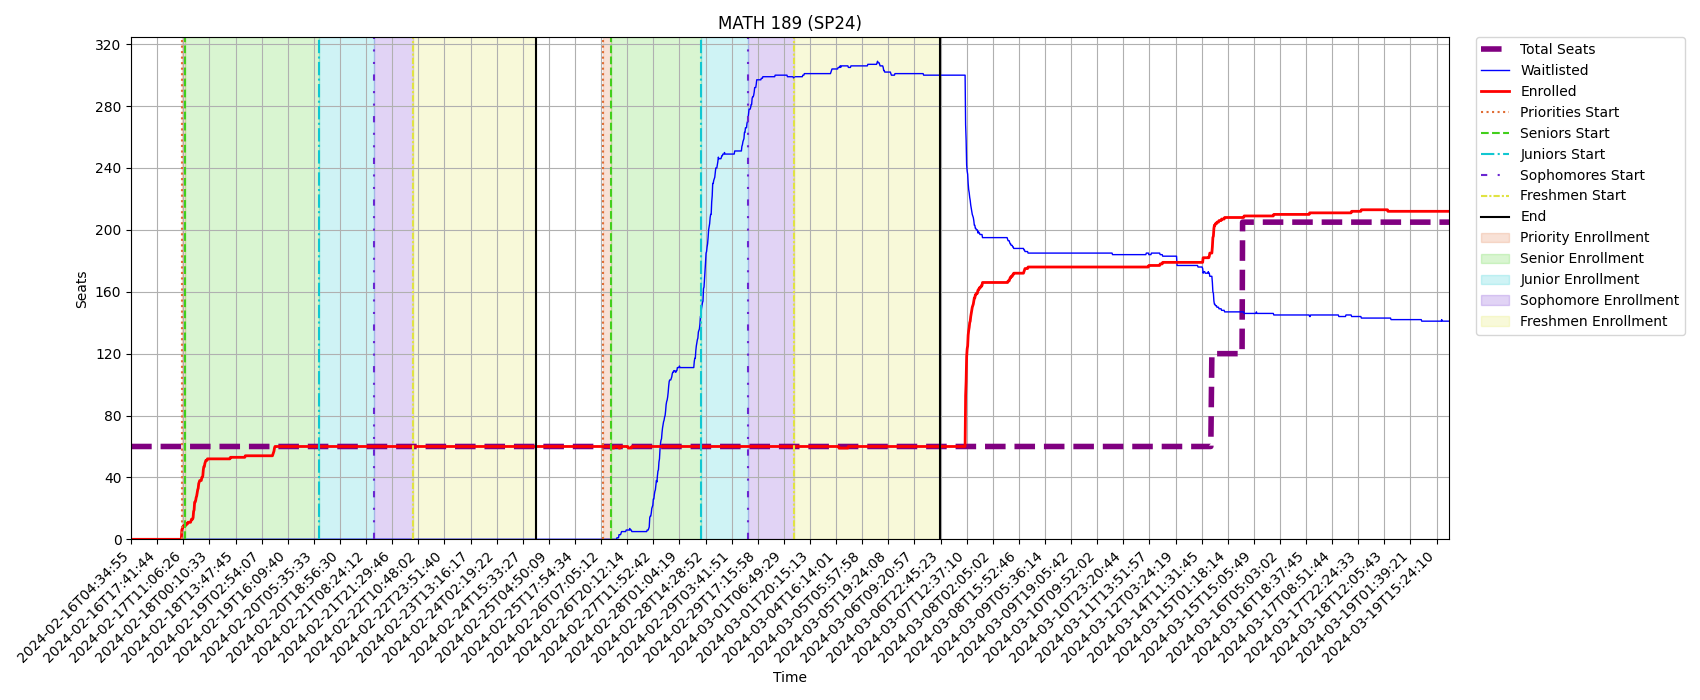 MATH 189 (SP24)
320
280
240
200
160
120
80
40
0
Seats
2024-02-16T04:34:55
2024-02-16T17:41:44
2024-02-17T11:06:26
2024-02-18T00:10:33
2024-02-18T13:47:45
2024-02-19T02:54:07
2024-02-19T16:09:40
2024-02-20T05:35:33
2024-02-20T18:56:30
2024-02-21T08:24:12
2024-02-21T21:29:46
2024-02-22T10:48:02
2024-02-22T23:51:40
2024-02-23T13:16:17
2024-02-24T02:19:22
2024-02-24T15:33:27
2024-02-25T04:50:09
2024-02-25T17:54:34
2024-02-26T07:05:12
2024-02-26T20:12:14
2024-02-27T11:52:42
2024-02-28T01:04:19
2024-02-28T14:28:52
2024-02-29T03:41:51
2024-02-29T17:15:58
2024-03-01T06:49:29
2024-03-01T20:15:13
2024-03-04T16:14:01
2024-03-05T05:57:58
2024-03-05T19:24:08
2024-03-06T09:20:57
2024-03-06T22:45:23
2024-03-07T12:37:10
2024-03-08T02:05:02
2024-03-08T15:52:46
2024-03-09T05:36:14
2024-03-09T19:05:42
2024-03-10T09:52:02
2024-03-10T23:20:44
2024-03-11T13:51:57
2024-03-12T03:24:19
2024-03-14T11:31:45
2024-03-15T01:18:14
2024-03-15T15:05:49
2024-03-16T05:03:02
2024-03-16T18:37:45
2024-03-17T08:51:44
2024-03-17T22:24:33
2024-03-18T12:05:43
2024-03-19T01:39:21
2024-03-19T15:24:10
Time
Total Seats
Waitlisted
Enrolled
Priorities Start
Seniors Start
Juniors Start
Sophomores Start
Freshmen Start
End
Priority Enrollment
Senior Enrollment
Junior Enrollment
Sophomore Enrollment
Freshmen Enrollment